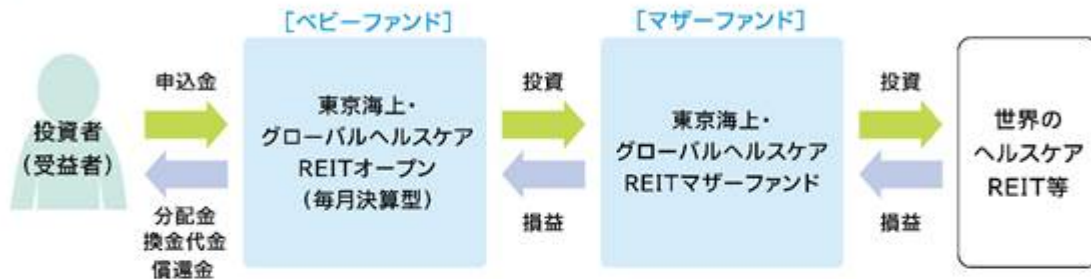 [ベビーファンド]
[マザーファンド]
投資者
(受益者)
申込金
分配金
換金代金
償還金
東京海上・
グローバルヘルスケア
REITオープン
(毎月決算型)
投資
損益
東京海上・
グローバルヘルスケア
REITマザーファンド
投資
損益
世界の
ヘルスケア
REIT等